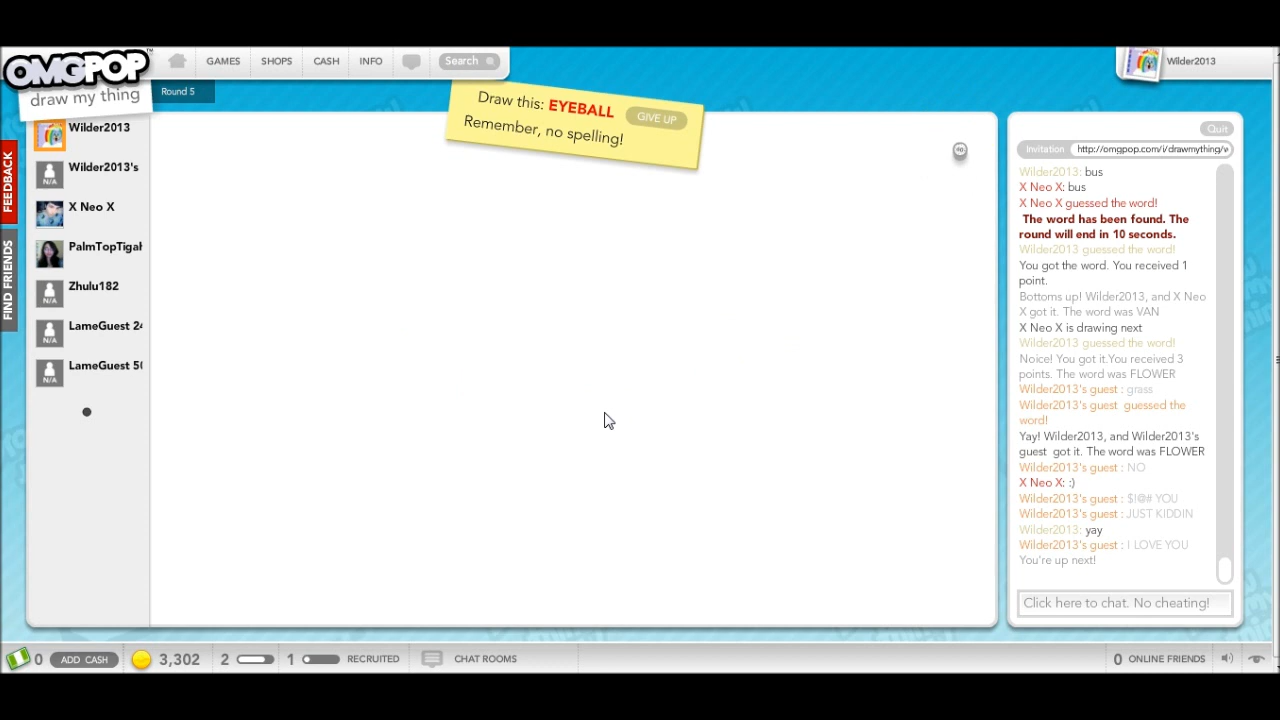 OMGPOP
draw my thing
GAMES
SHOPS
CASH
INFO
Search
Wilder2013
Round 5
Draw this: EYEBALL
GIVE UP
Remember, no spelling!
FEEDBACK
FIND FRIENDS
Wilder2013
Wilder2013's
N/A
X Neo X
PalmTopTigah
Zhulu182
N/A
LameGuest 24
N/A
LameGuest 50
N/A
Quit
Invitation http://omgpop.com/i/drawmything/v
Wilder2013: bus
X Neo X: bus
X Neo X guessed the word!
The word has been found. The
round will end in 10 seconds.
Wilder2013 guessed the word!
You got the word. You received 1
point.
Bottoms up! Wilder2013, and X Neo
X got it. The word was VAN
X Neo X is drawing next
Wilder2013 guessed the word!
Noice! You got it.You received 3
points. The word was FLOWER
Wilder2013's guest : grass
Wilder2013's guest guessed the
word!
Yay! Wilder2013, and Wilder2013's
guest got it. The word was FLOWER
Wilder2013's guest : NO
X Neo X: :)
Wilder2013's guest : $!@# YOU
Wilder2013's guest : JUST KIDDIN
Wilder2013: yay
Wilder2013's guest : I LOVE YOU
You're up next!
Click here to chat. No cheating!
0
ADD CASH
3,302
2
1
RECRUITED
CHAT ROOMS
0 ONLINE FRIENDS